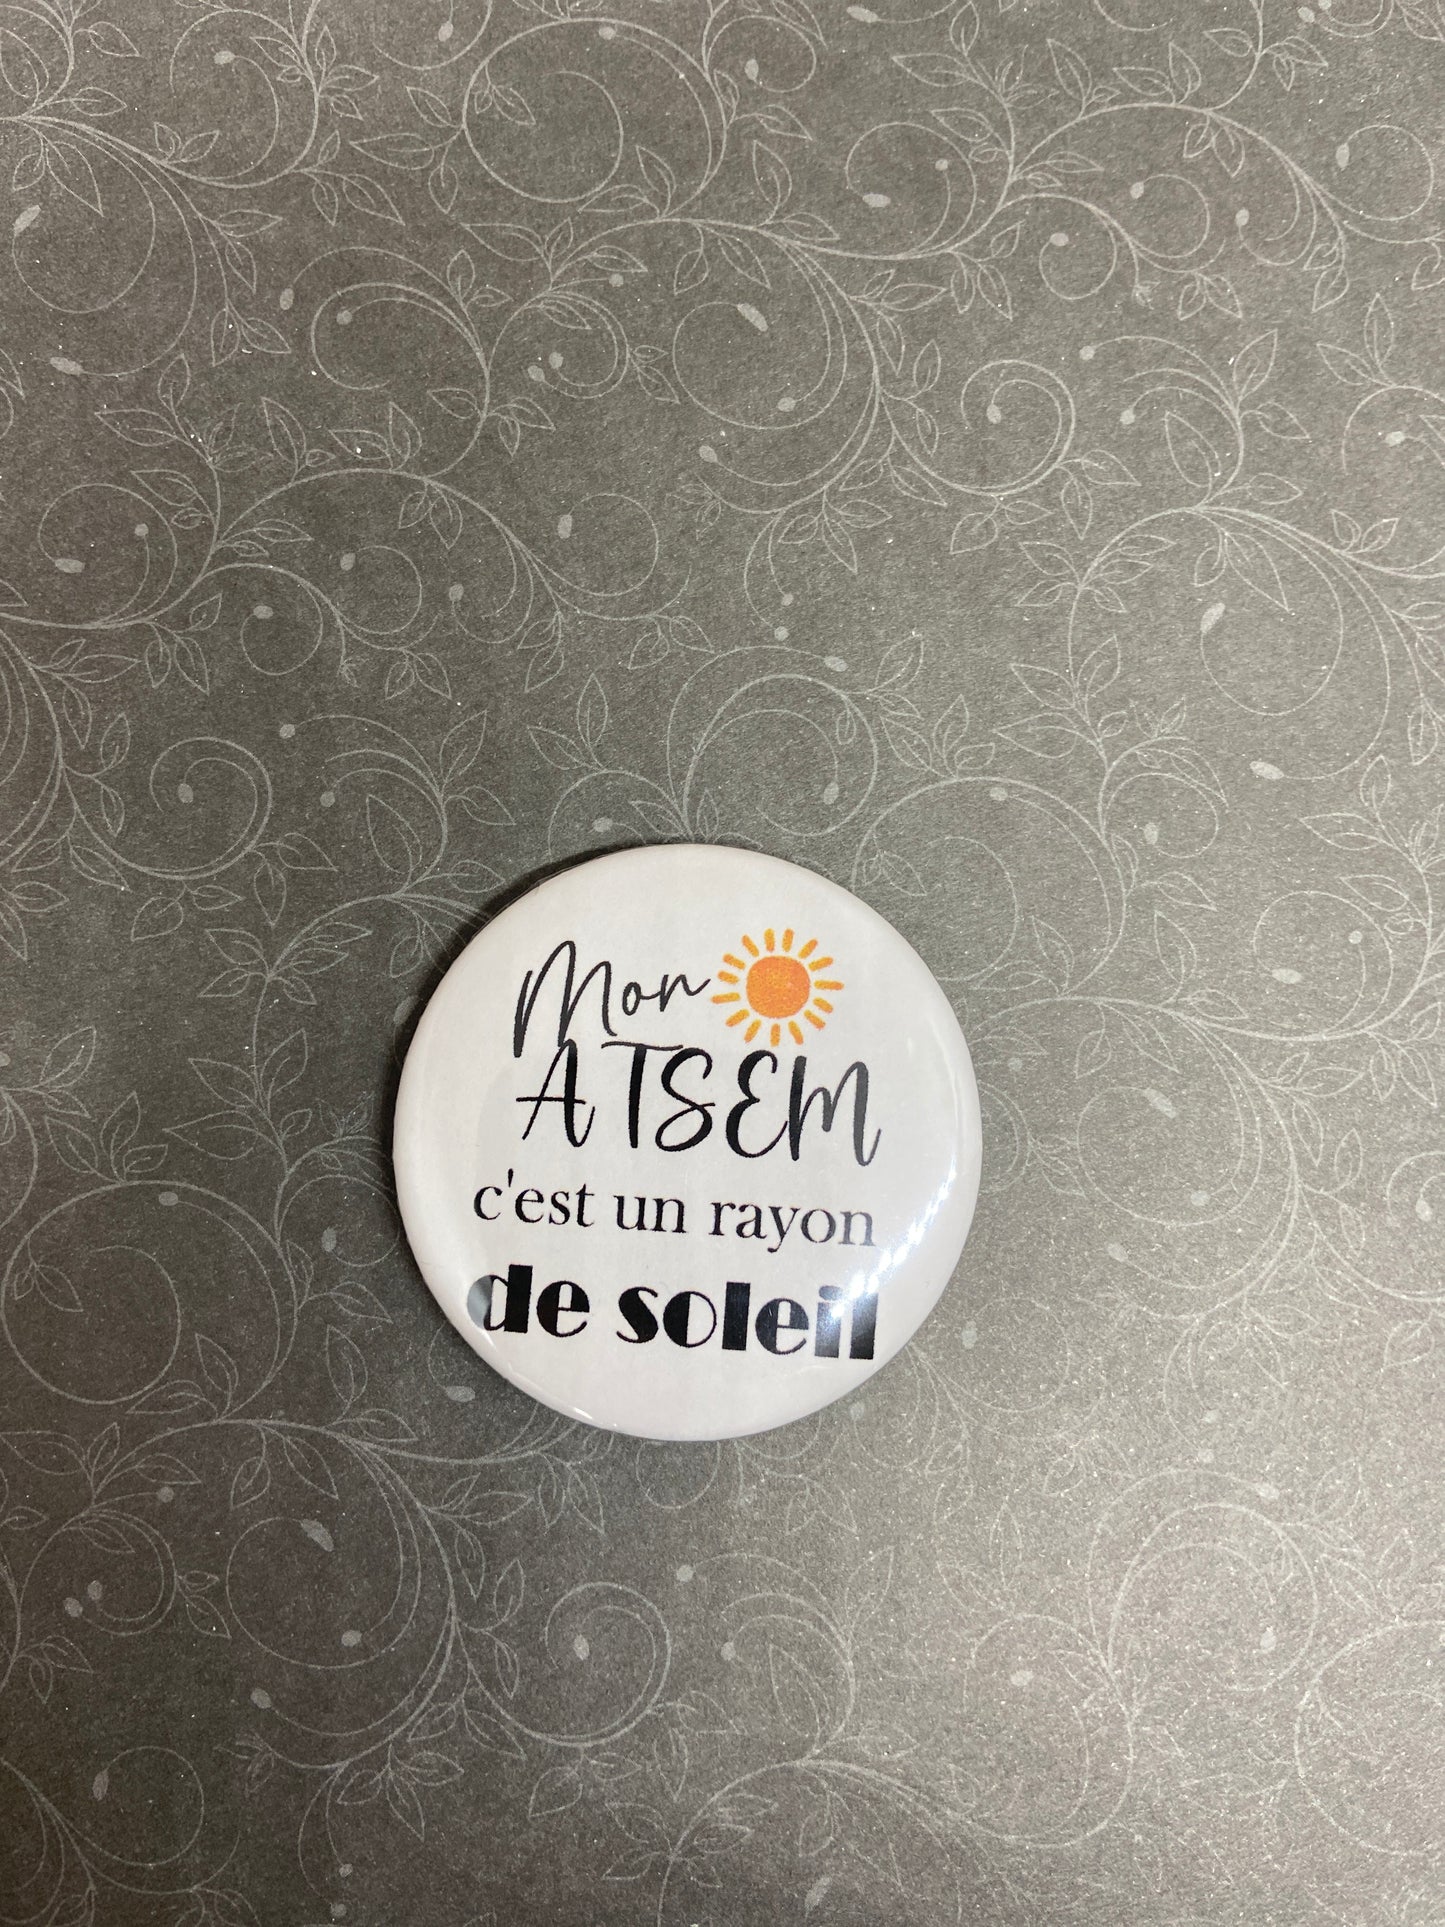 Mon
ATSEM
c'est un rayon
de soleil